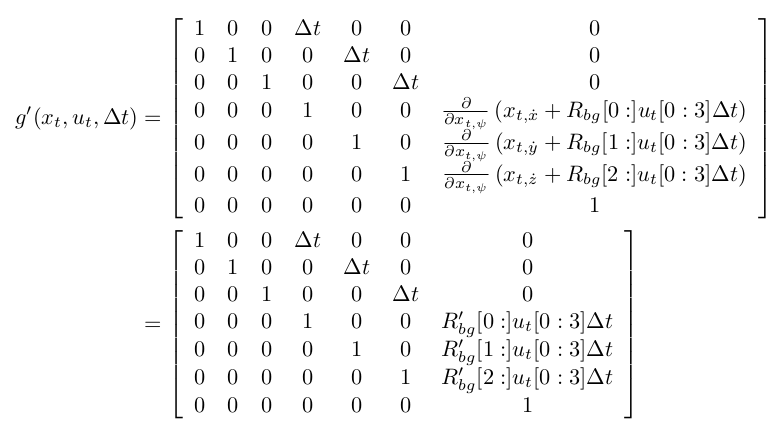 g′(x_t, u_t, Δt) = [
1 0 0 Δt 0 0 0
0 1 0 0 Δt 0 0
0 0 1 0 0 Δt 0
0 0 0 1 0 0 ∂/∂x_{t,ψ} (x_{t,ẋ} + R_{bg}[0 :]u_t[0 : 3]Δt)
0 0 0 0 1 0 ∂/∂x_{t,ψ} (x_{t,ẏ} + R_{bg}[1 :]u_t[0 : 3]Δt)
0 0 0 0 0 1 ∂/∂x_{t,ψ} (x_{t,ż} + R_{bg}[2 :]u_t[0 : 3]Δt)
0 0 0 0 0 0 1
]
= [
1 0 0 Δt 0 0 0
0 1 0 0 Δt 0 0
0 0 1 0 0 Δt 0
0 0 0 1 0 0 R′_{bg}[0 :]u_t[0 : 3]Δt
0 0 0 0 1 0 R′_{bg}[1 :]u_t[0 : 3]Δt
0 0 0 0 0 1 R′_{bg}[2 :]u_t[0 : 3]Δt
0 0 0 0 0 0 1
]